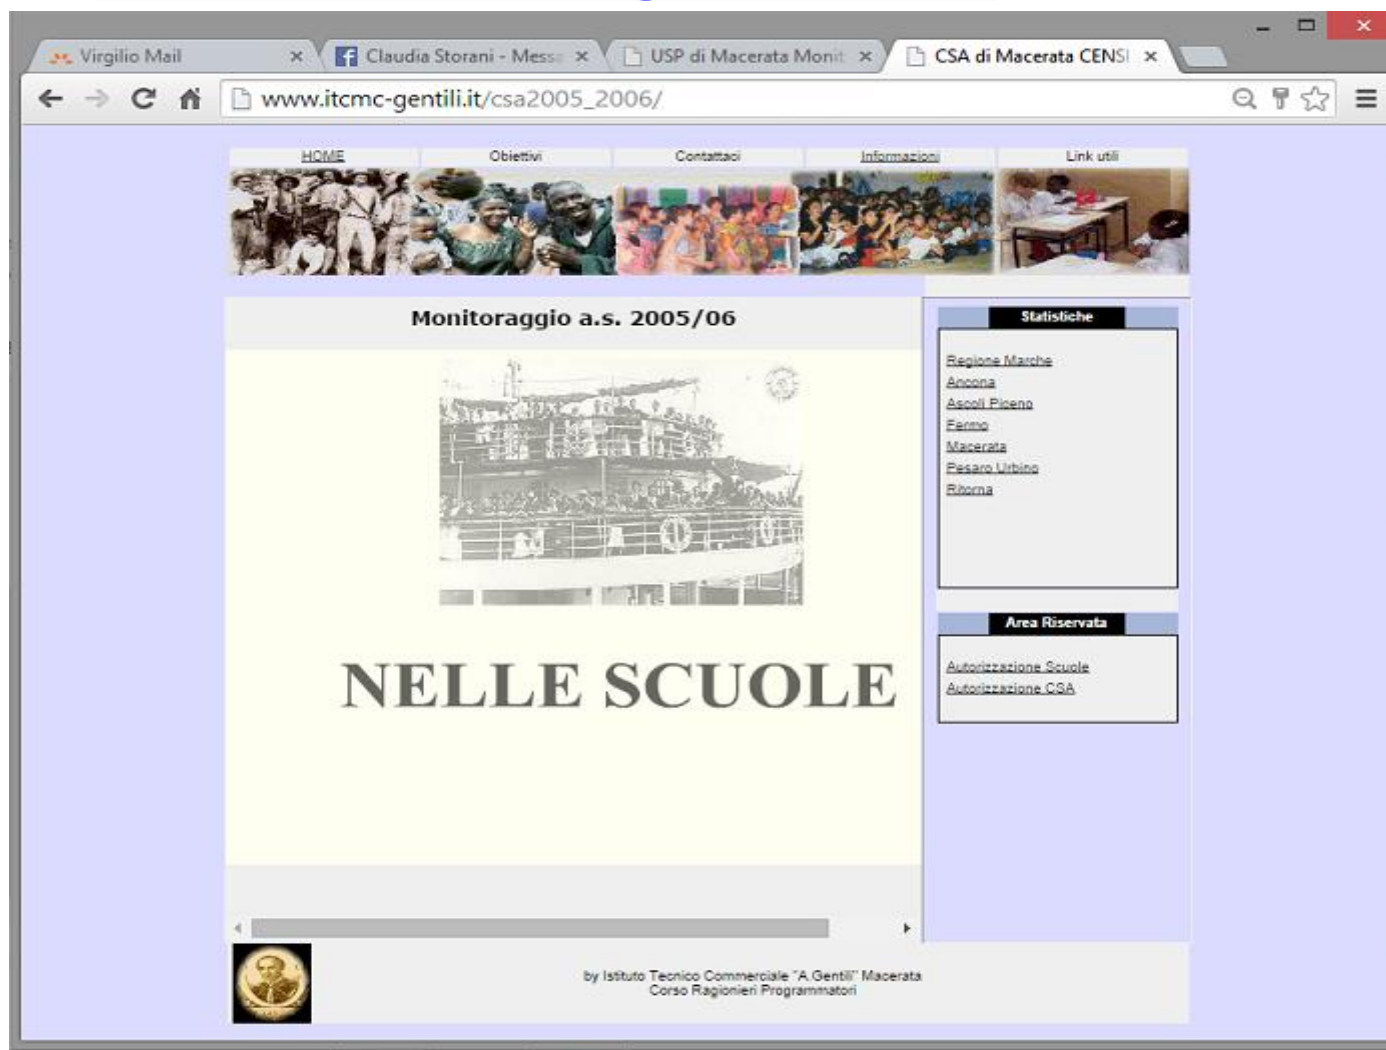 Virgilio Mail
Claudia Storani - Messa
USP di Macerata Monit
CSA di Macerata CENSI
www.itcmc-gentili.it/csa2005_2006/
HOME Obiettivi Contattaci Informazioni Link utili
Monitoraggio a.s. 2005/06
NELLE SCUOLE
Statistiche
Regione Marche
Ancona
Ascoli Piceno
Fermo
Macerata
Pesaro Urbino
Ritorna
Area Riservata
Autorizzazione Scuole
Autorizzazione CSA
by Istituto Tecnico Commerciale "A.Gentili" Macerata
Corso Ragionieri Programmatori